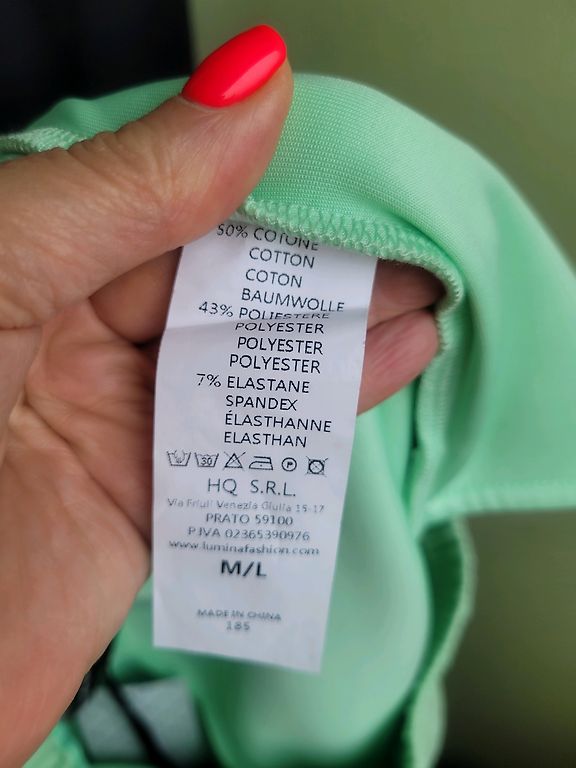 50% COTONE
COTTON
COTON
BAUMWOLLE
43% POLIESTERE
POLYESTER
POLYESTER
POLYESTER
7% ELASTANE
SPANDEX
ÉLASTHANNE
ELASTHAN
30
P
HQ S.R.L.
Via Friuli Venezia Giulia 15-17
PRATO 59100
P.IVA 02365390976
www.luminafashion.com
M/L
MADE IN CHINA
185